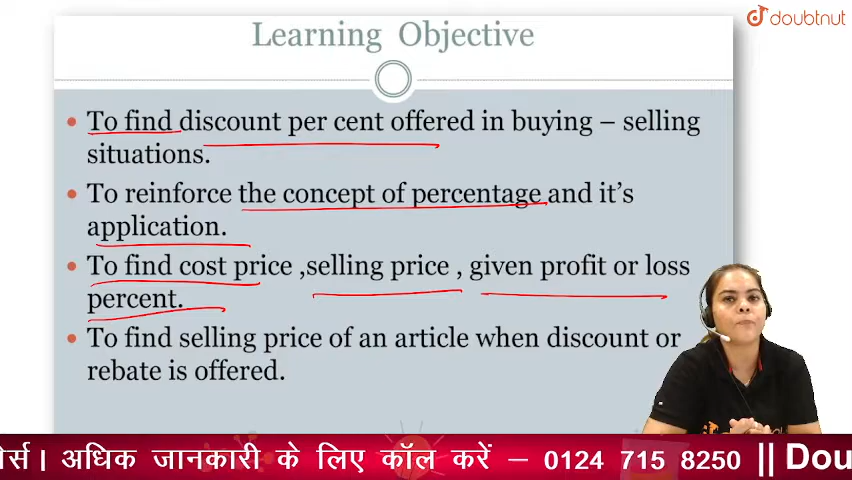 doubtnut
Learning Objective
• To find discount per cent offered in buying – selling
situations.
• To reinforce the concept of percentage and it's
application.
• To find cost price ,selling price , given profit or loss
percent.
• To find selling price of an article when discount or
rebate is offered.
र्स। अधिक जानकारी के लिए कॉल करें – 0124 715 8250 || Dou